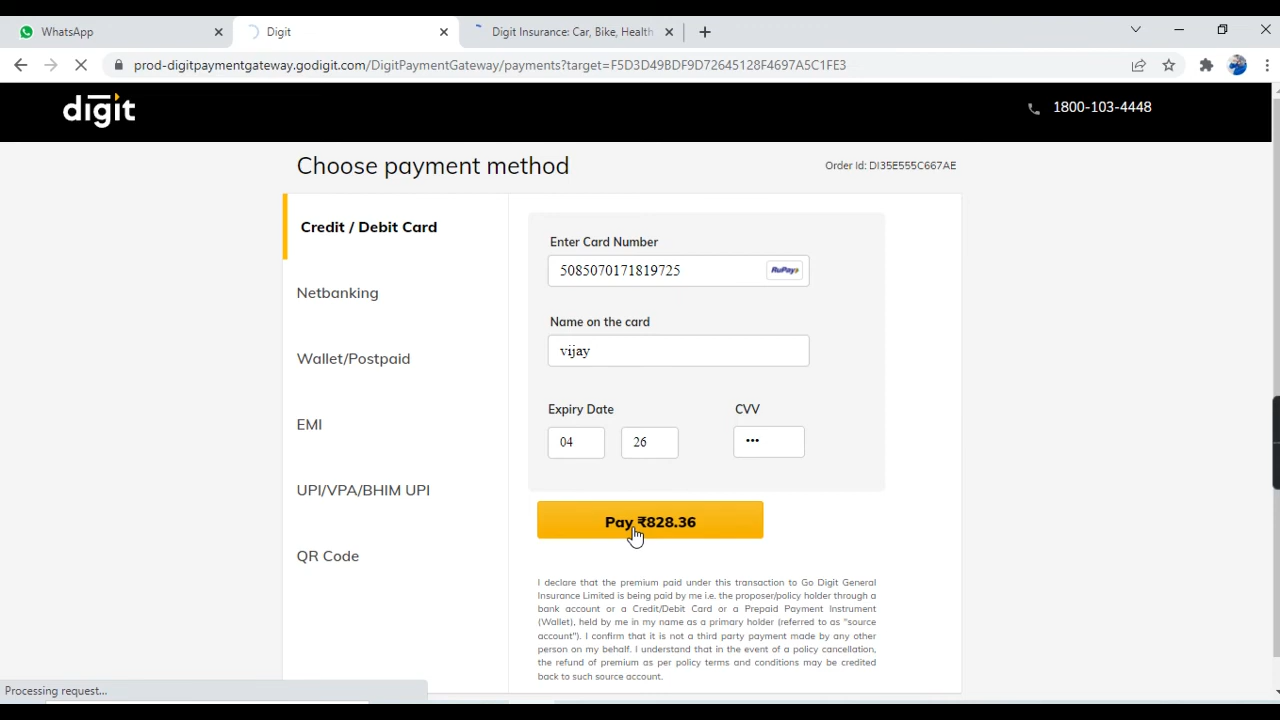 WhatsApp
Digit
Digit Insurance: Car, Bike, Health
prod-digitpaymentgateway.godigit.com/DigitPaymentGateway/payments?target=F5D3D49BDF9D72645128F4697A5C1FE3
digit
1800-103-4448
Choose payment method
Order Id: DI35E555C667AE
Credit / Debit Card
Netbanking
Wallet/Postpaid
EMI
UPI/VPA/BHIM UPI
QR Code
Enter Card Number
5085070171819725
RuPay
Name on the card
vijay
Expiry Date
CVV
04
26
•••
Pay ₹828.36
I declare that the premium paid under this transaction to Go Digit General
Insurance Limited is being paid by me i.e. the proposer/policy holder through a
bank account or a Credit/Debit Card or a Prepaid Payment Instrument
(Wallet), held by me in my name as a primary holder (referred to as "source
account"). I confirm that it is not a third party payment made by any other
person on my behalf. I understand that in the event of a policy cancellation,
the refund of premium as per policy terms and conditions may be credited
back to such source account.
Processing request...